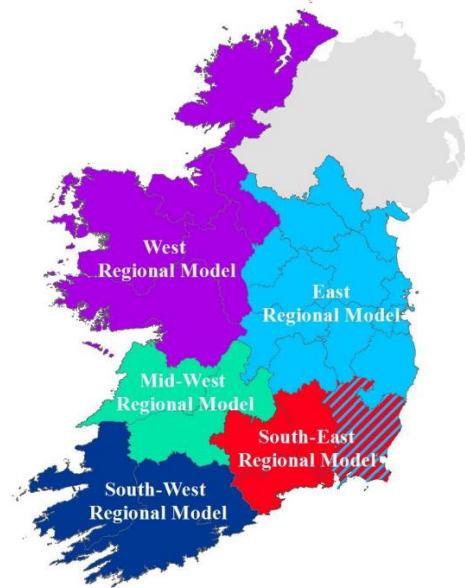 West
Regional Model
East
Regional Model
Mid-West
Regional Model
South-East
Regional Model
South-West
Regional Model